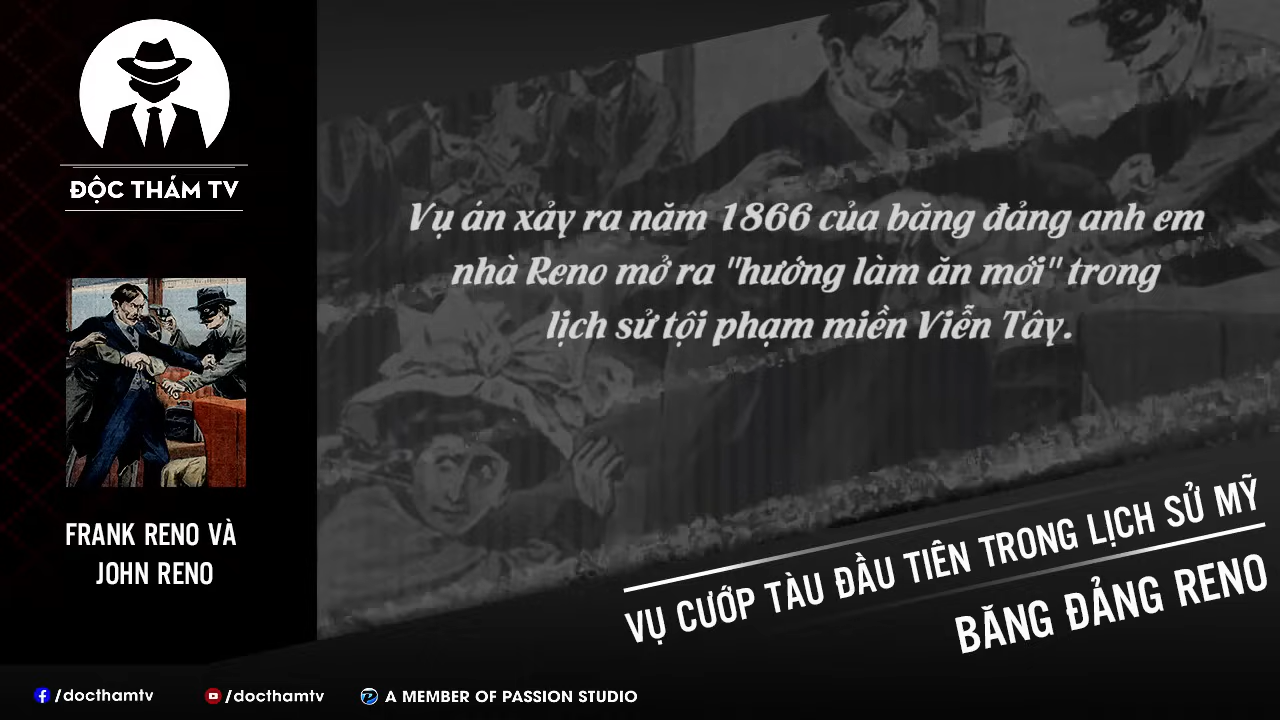 ĐỘC THÁM TV
FRANK RENO VÀ
JOHN RENO
Vụ án xảy ra năm 1866 của băng đảng anh em
nhà Reno mở ra "hướng làm ăn mới" trong
lịch sử tội phạm miền Viễn Tây.
VỤ CƯỚP TÀU ĐẦU TIÊN TRONG LỊCH SỬ MỸ
BĂNG ĐẢNG RENO
/docthamtv
/docthamtv
A MEMBER OF PASSION STUDIO